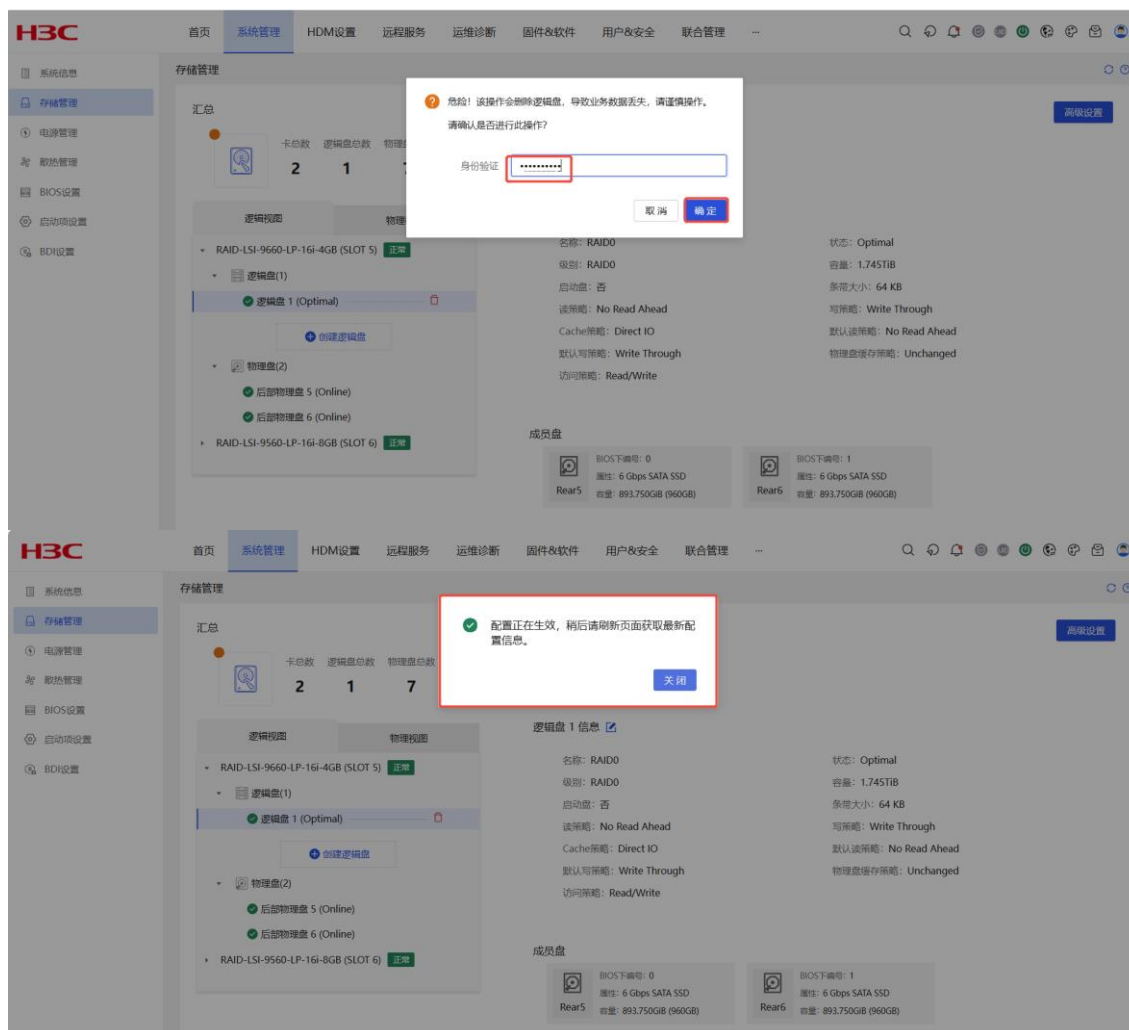 H3C
首页 系统管理 HDM设置 远程服务 运维诊断 固件&软件 用户&安全 联合管理 ...
系统信息
存储管理
电源管理
散热管理
BIOS设置
启动项设置
BDI设置
存储管理
汇总
高级设置
卡总数 逻辑盘总数
2 1
危险！该操作会删除逻辑盘，导致业务数据丢失，请谨慎操作。
请确认是否进行此操作?
身份验证 ··········
取消 确定
逻辑视图
RAID-LSI-9660-LP-16i-4GB (SLOT 5) 正常
逻辑盘(1)
逻辑盘 1 (Optimal)
创建逻辑盘
物理盘(2)
后部物理盘 5 (Online)
后部物理盘 6 (Online)
RAID-LSI-9560-LP-16i-8GB (SLOT 6) 正常
名称: RAID0 状态: Optimal
级别: RAID0 容量: 1.745TiB
启动盘: 否 条带大小: 64 KB
读策略: No Read Ahead 写策略: Write Through
Cache策略: Direct IO 默认读策略: No Read Ahead
默认写策略: Write Through 物理盘缓存策略: Unchanged
访问策略: Read/Write
成员盘
Rear5
BIOS下编号: 0
属性: 6 Gbps SATA SSD
容量: 893.750GiB (960GB)
Rear6
BIOS下编号: 1
属性: 6 Gbps SATA SSD
容量: 893.750GiB (960GB)
H3C
首页 系统管理 HDM设置 远程服务 运维诊断 固件&软件 用户&安全 联合管理 ...
系统信息
存储管理
电源管理
散热管理
BIOS设置
启动项设置
BDI设置
存储管理
汇总
高级设置
卡总数 逻辑盘总数 物理盘总数
2 1 7
配置正在生效，稍后请刷新页面获取最新配
置信息。
关闭
逻辑视图 物理视图
RAID-LSI-9660-LP-16i-4GB (SLOT 5) 正常
逻辑盘(1)
逻辑盘 1 (Optimal)
创建逻辑盘
物理盘(2)
后部物理盘 5 (Online)
后部物理盘 6 (Online)
RAID-LSI-9560-LP-16i-8GB (SLOT 6) 正常
逻辑盘 1 信息
名称: RAID0 状态: Optimal
级别: RAID0 容量: 1.745TiB
启动盘: 否 条带大小: 64 KB
读策略: No Read Ahead 写策略: Write Through
Cache策略: Direct IO 默认读策略: No Read Ahead
默认写策略: Write Through 物理盘缓存策略: Unchanged
访问策略: Read/Write
成员盘
Rear5
BIOS下编号: 0
属性: 6 Gbps SATA SSD
容量: 893.750GiB (960GB)
Rear6
BIOS下编号: 1
属性: 6 Gbps SATA SSD
容量: 893.750GiB (960GB)